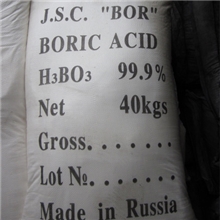 J.S.C. "BOR"
BORIC ACID
H₃BO₃ 99.9%
Net 40kgs
Gross.......
Lot №.....
Made in Russia